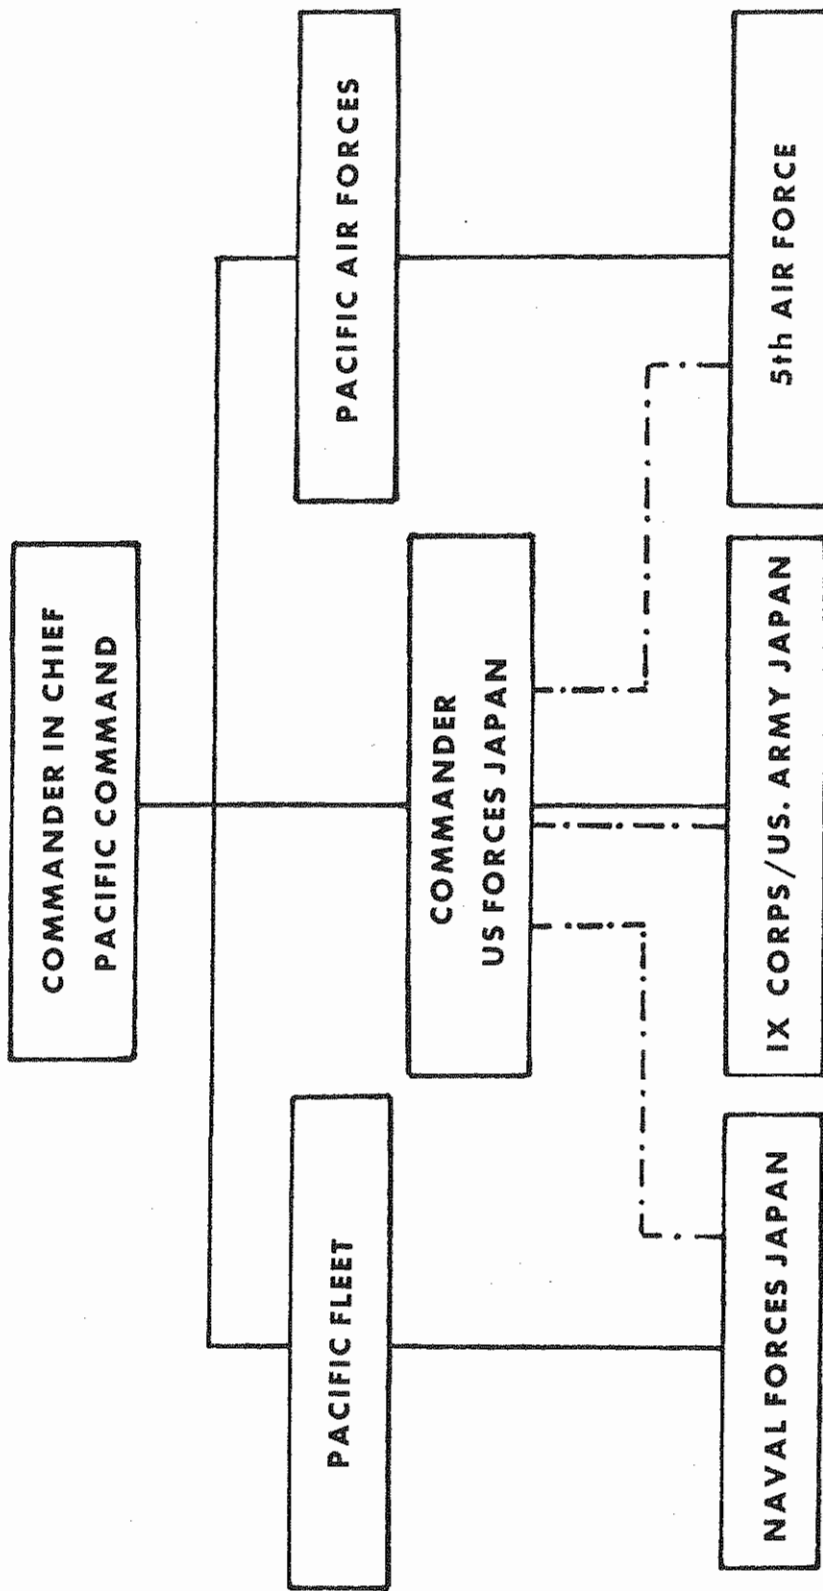 COMMANDER IN CHIEF
PACIFIC COMMAND
PACIFIC FLEET
PACIFIC AIR FORCES
COMMANDER
US FORCES JAPAN
NAVAL FORCES JAPAN
IX CORPS/US. ARMY JAPAN
5th AIR FORCE